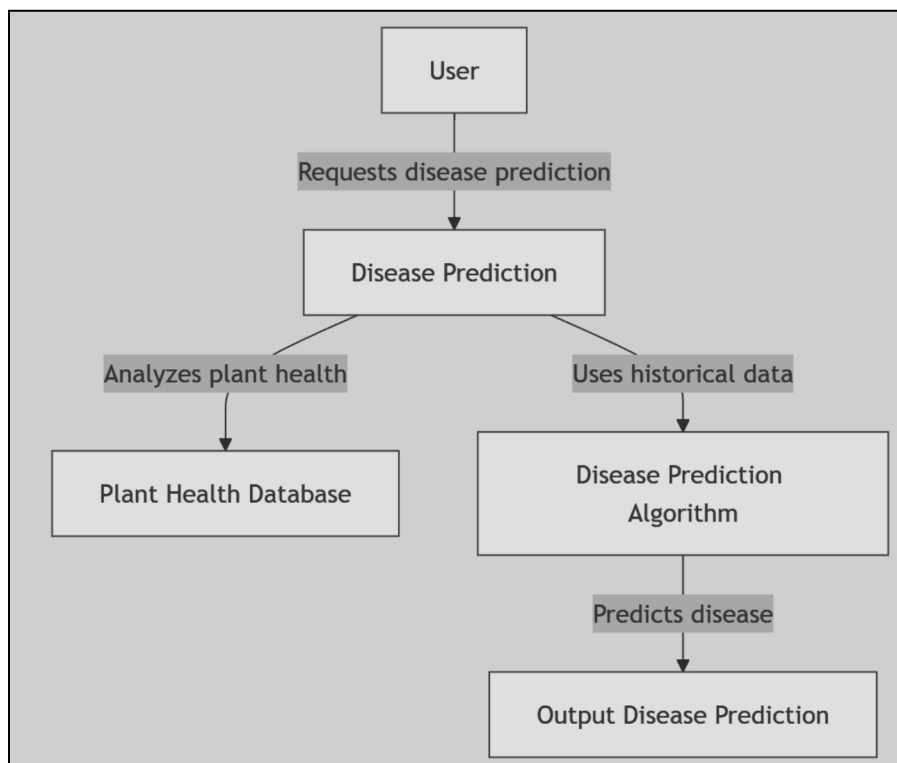 User
Requests disease prediction
Disease Prediction
Analyzes plant health
Uses historical data
Plant Health Database
Disease Prediction
Algorithm
Predicts disease
Output Disease Prediction